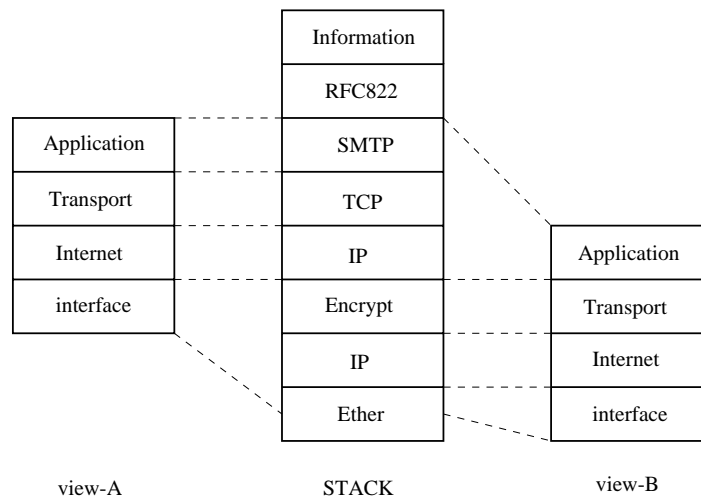 Information
RFC822
SMTP
TCP
IP
Encrypt
IP
Ether
STACK
Application
Transport
Internet
interface
view-A
Application
Transport
Internet
interface
view-B